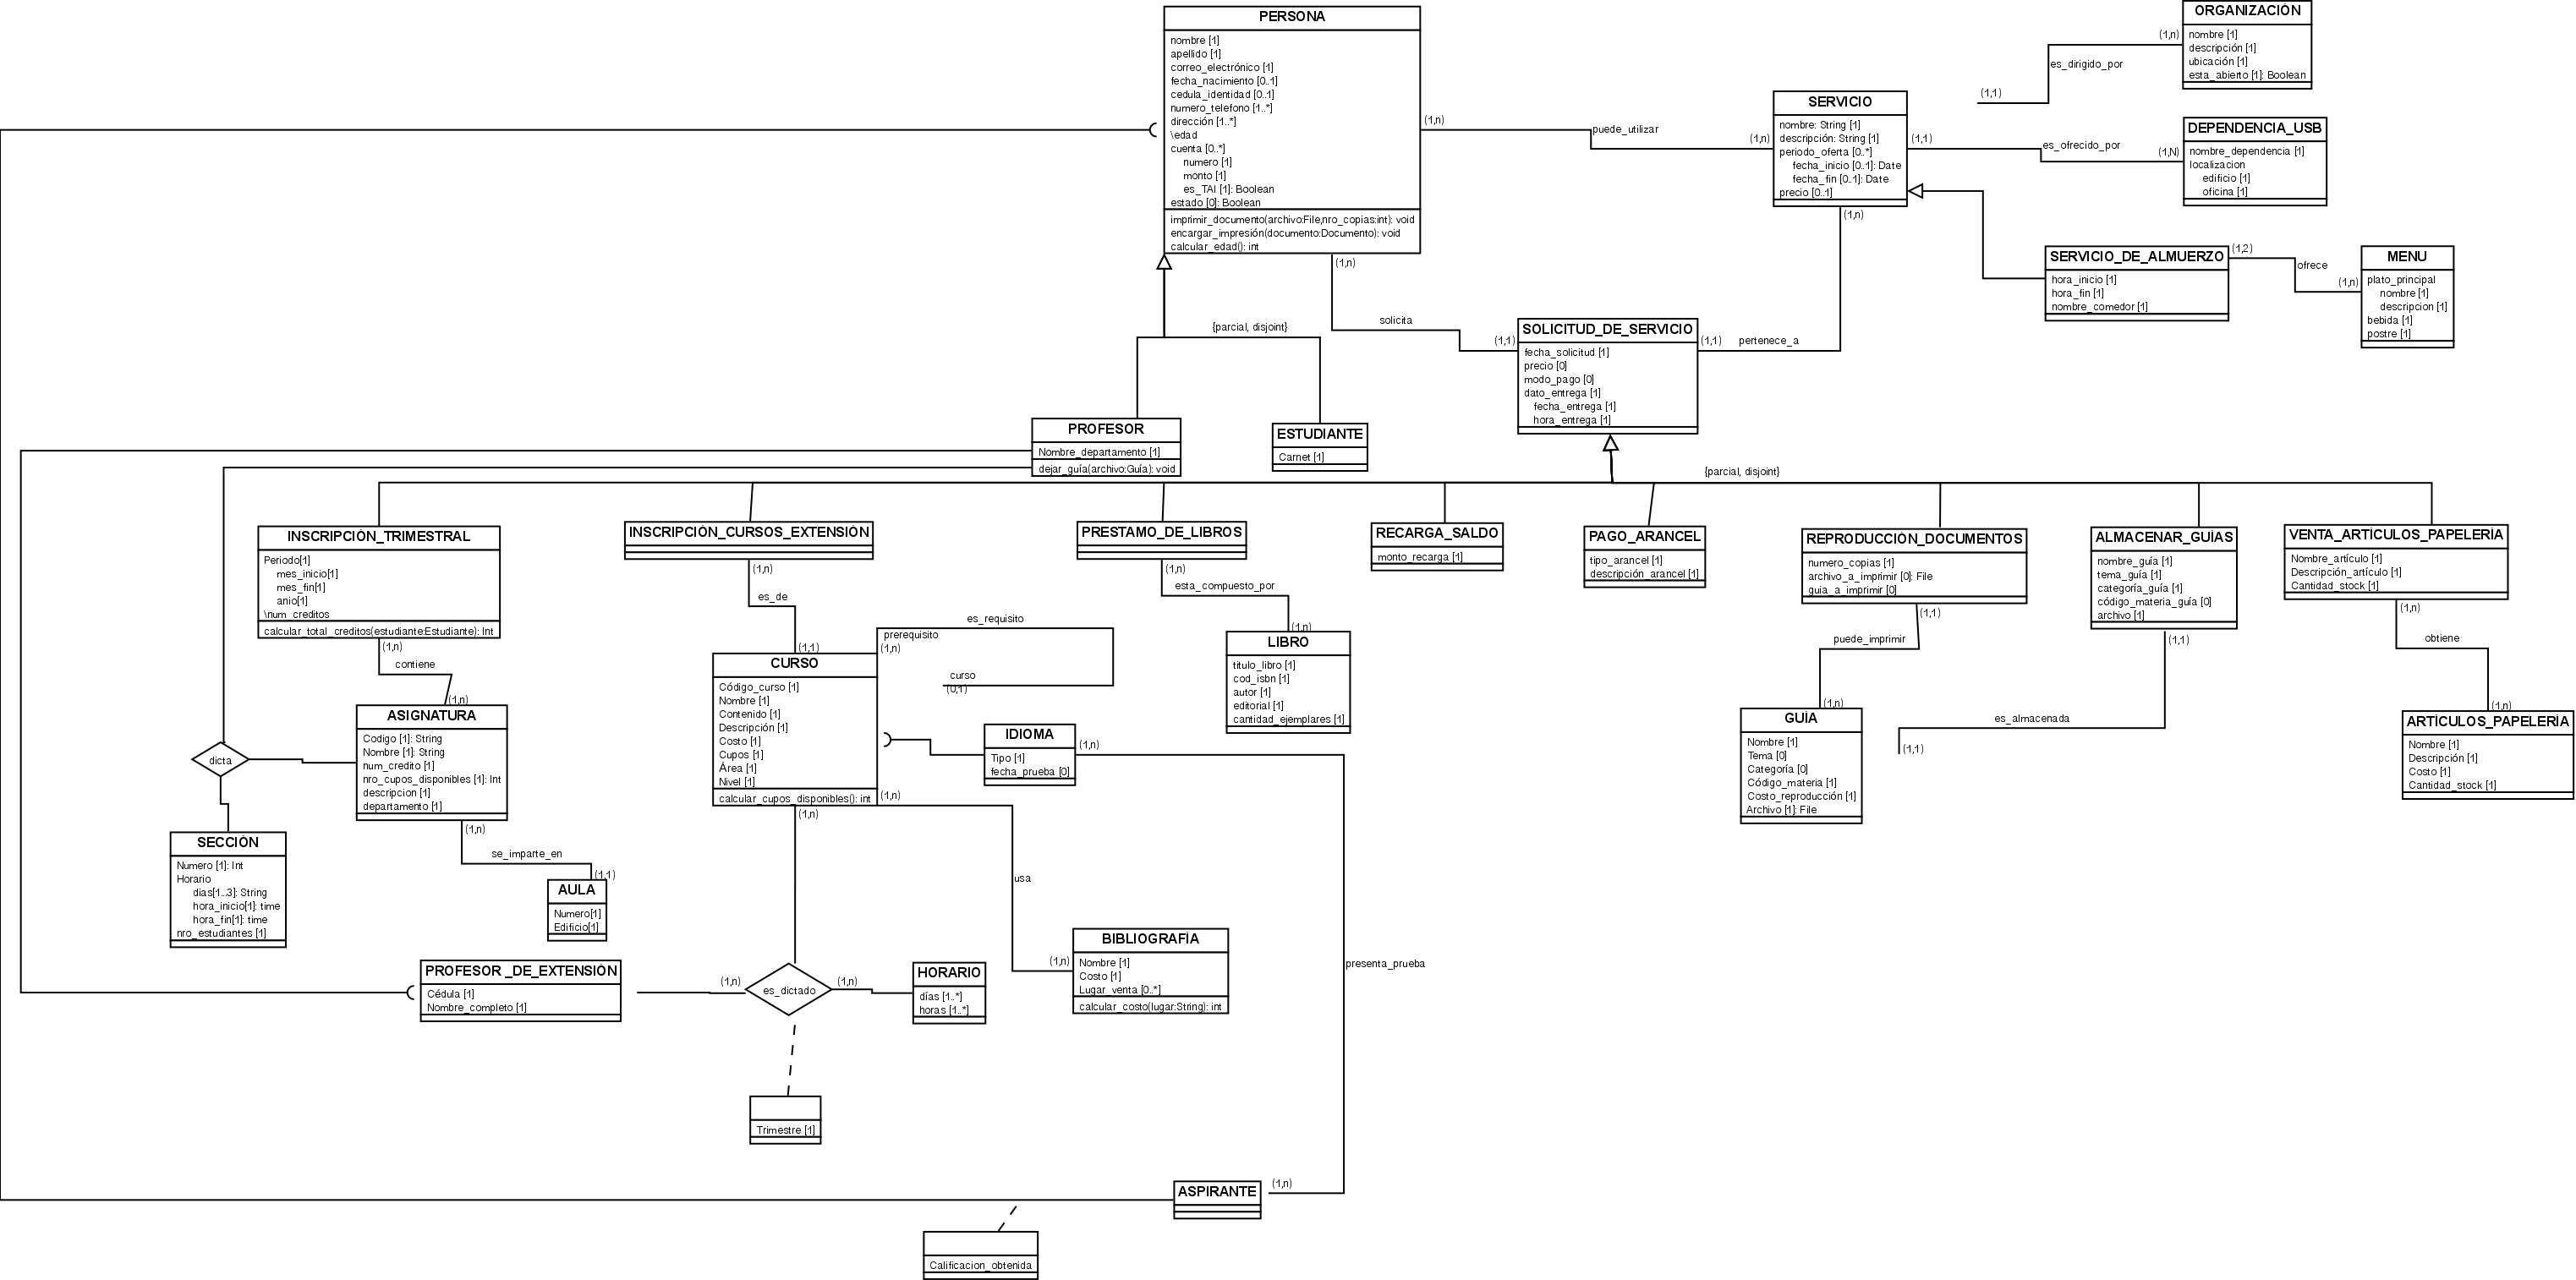 PERSONA
nombre [1]
apellido [1]
correo_electrónico [1]
fecha_nacimiento [0..1]
cedula_identidad [0..1]
numero_telefono [1..*]
dirección [1..*]
\edad
cuenta [0..*]
numero [1]
monto [1]
es_TAI [1]: Boolean
estado [0]: Boolean
imprimir_documento(archivo:File,nro_copias:int): void
encargar_impresión(documento:Documento): void
calcular_edad(): int
(1,n)
puede_utilizar
(1,n)
SERVICIO
nombre: String [1]
descripción: String [1]
periodo_oferta [0..*]
fecha_inicio [0..1]: Date
fecha_fin [0..1]: Date
precio [0..1]
(1,n)
es_dirigido_por
(1,1)
ORGANIZACIÓN
nombre [1]
descripción [1]
ubicación [1]
esta_abierto [1]: Boolean
(1,1)
es_ofrecido_por
(1,N)
DEPENDENCIA_USB
nombre_dependencia [1]
localizacion
edificio [1]
oficina [1]
(1,n)
SERVICIO_DE_ALMUERZO
hora_inicio [1]
hora_fin [1]
nombre_comedor [1]
(1,2)
ofrece
(1,n)
MENU
plato_principal
nombre [1]
descripcion [1]
bebida [1]
postre [1]
(1,n)
solicita
(1,1)
SOLICITUD_DE_SERVICIO
fecha_solicitud [1]
precio [0]
modo_pago [0]
dato_entrega [1]
fecha_entrega [1]
hora_entrega [1]
(1,1)
pertenece_a
{parcial, disjoint}
PROFESOR
Nombre_departamento [1]
dejar_guía(archivo:Guía): void
ESTUDIANTE
Carnet [1]
{parcial, disjoint}
INSCRIPCIÓN_TRIMESTRAL
Periodo[1]
mes_inicio[1]
mes_fin[1]
anio[1]
\num_creditos
calcular_total_creditos(estudiante:Estudiante): Int
(1,n)
contiene
(1,n)
INSCRIPCIÓN_CURSOS_EXTENSIÓN
(1,n)
es_de
(1,1)
PRESTAMO_DE_LIBROS
(1,n)
esta_compuesto_por
(1,n)
RECARGA_SALDO
monto_recarga [1]
PAGO_ARANCEL
tipo_arancel [1]
descripción_arancel [1]
REPRODUCCIÓN_DOCUMENTOS
numero_copias [1]
archivo_a_imprimir [0]: File
guia_a_imprimir [0]
(1,1)
puede_imprimir
(1,n)
ALMACENAR_GUÍAS
nombre_guía [1]
tema_guía [1]
categoría_guía [1]
código_materia_guía [0]
archivo [1]
(1,1)
es_almacenada
(1,1)
VENTA_ARTÍCULOS_PAPELERÍA
Nombre_artículo [1]
Descripción_artículo [1]
Cantidad_stock [1]
(1,n)
obtiene
(1,n)
es_requisito
prerequisito
(1,n)
curso
(0,1)
CURSO
Código_curso [1]
Nombre [1]
Contenido [1]
Descripción [1]
Costo [1]
Cupos [1]
Área [1]
Nivel [1]
calcular_cupos_disponibles(): int
(1,n)
(1,n)
LIBRO
titulo_libro [1]
cod_isbn [1]
autor [1]
editorial [1]
cantidad_ejemplares [1]
IDIOMA
Tipo [1]
fecha_prueba [0]
(1,n)
GUÍA
Nombre [1]
Tema [0]
Categoría [0]
Código_materia [1]
Costo_reproducción [1]
Archivo [1]: File
ARTÍCULOS_PAPELERÍA
Nombre [1]
Descripción [1]
Costo [1]
Cantidad_stock [1]
ASIGNATURA
Codigo [1]: String
Nombre [1]: String
num_credito [1]
nro_cupos_disponibles [1]: Int
descripcion [1]
departamento [1]
(1,n)
dicta
se_imparte_en
(1,1)
SECCIÓN
Numero [1]: Int
Horario
dias[1...3]: String
hora_inicio[1]: time
hora_fin[1]: time
nro_estudiantes [1]
AULA
Numero[1]
Edificio[1]
usa
(1,n)
BIBLIOGRAFÍA
Nombre [1]
Costo [1]
Lugar_venta [0..*]
calcular_costo(lugar:String): int
presenta_prueba
PROFESOR _DE_EXTENSIÓN
Cédula [1]
Nombre_completo [1]
(1,n)
es_dictado
(1,n)
HORARIO
días [1..*]
horas [1..*]
Trimestre [1]
ASPIRANTE
(1,n)
Calificacion_obtenida